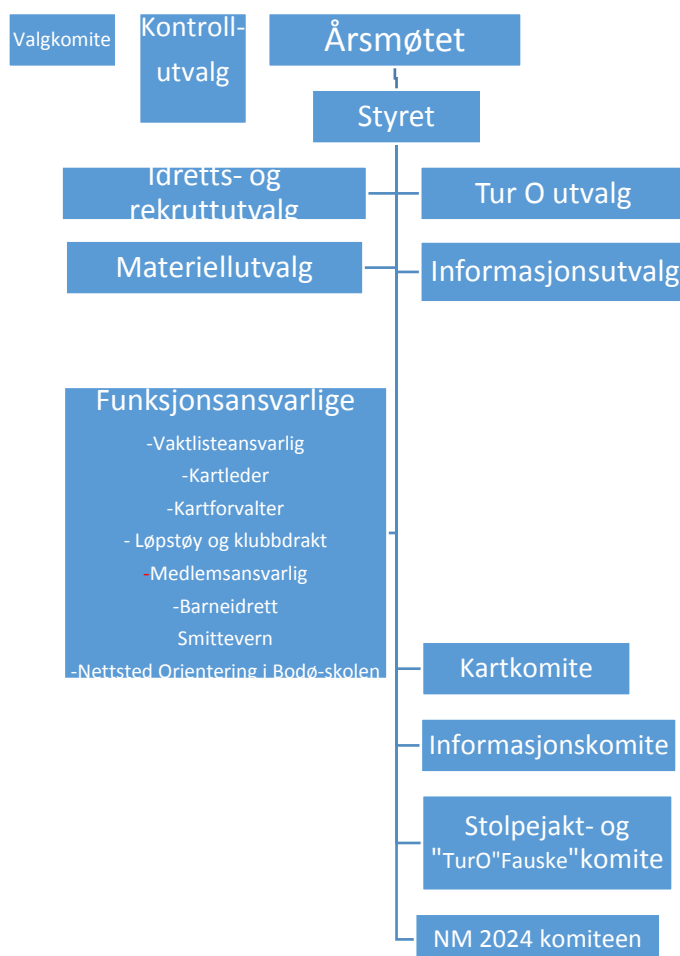 Valgkomite
Kontroll-
utvalg
Årsmøtet
Styret
Idretts- og
rekruttutvalg
Tur O utvalg
Materiellutvalg
Informasjonsutvalg
Funksjonsansvarlige
-Vaktlisteansvarlig
-Kartleder
-Kartforvalter
- Løpstøy og klubbdrakt
-Medlemsansvarlig
-Barneidrett
Smittevern
-Nettsted Orientering i Bodø-skolen
Kartkomite
Informasjonskomite
Stolpejakt- og
"TurO"Fauske"komite
NM 2024 komiteen